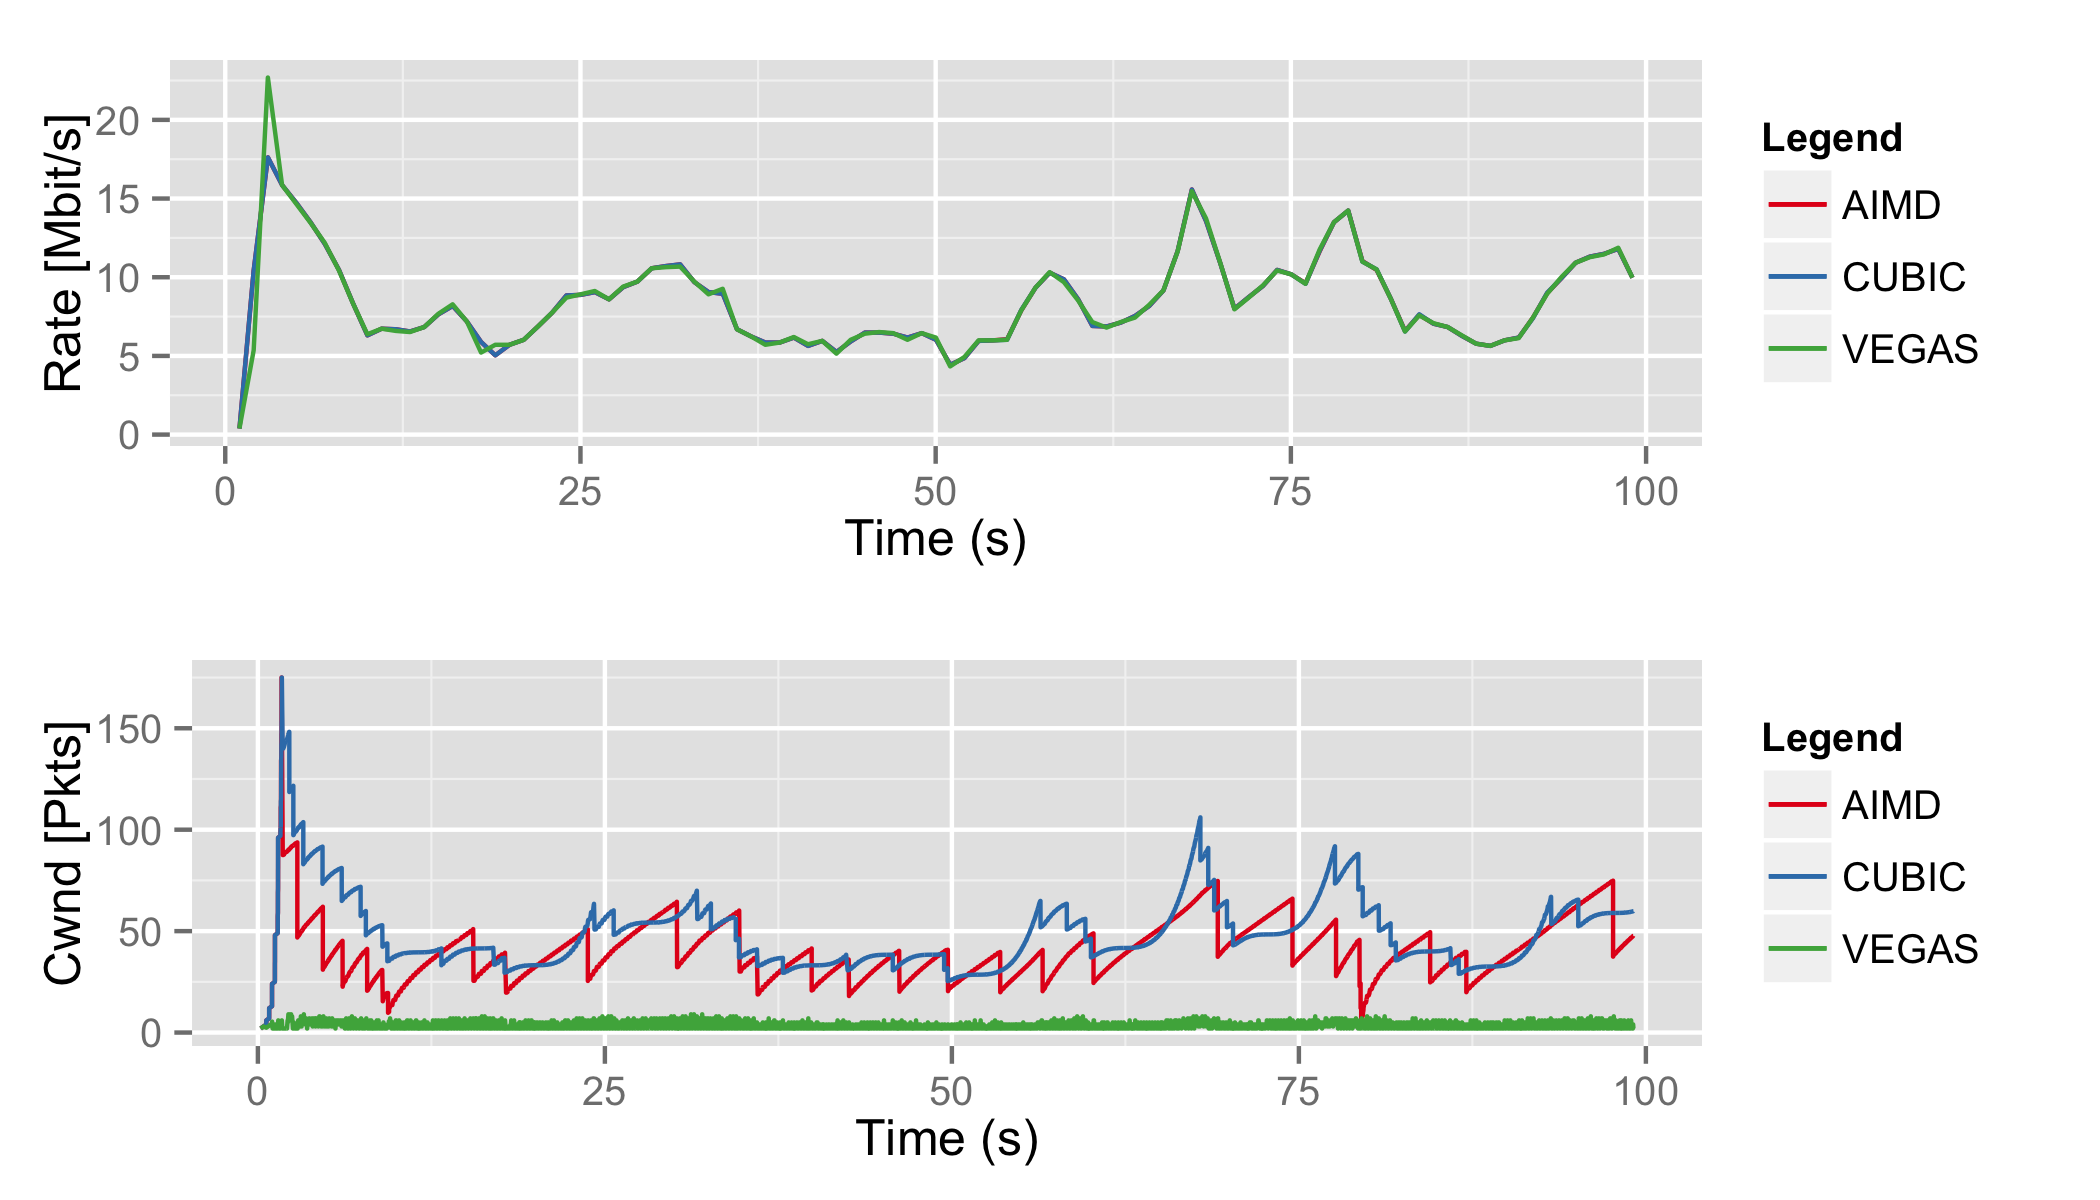 Rate [Mbit/s]
20
15
10
5
0
0 25 50 75 100
Time (s)
Legend
AIMD
CUBIC
VEGAS
Cwnd [Pkts]
150
100
50
0
0 25 50 75 100
Time (s)
Legend
AIMD
CUBIC
VEGAS